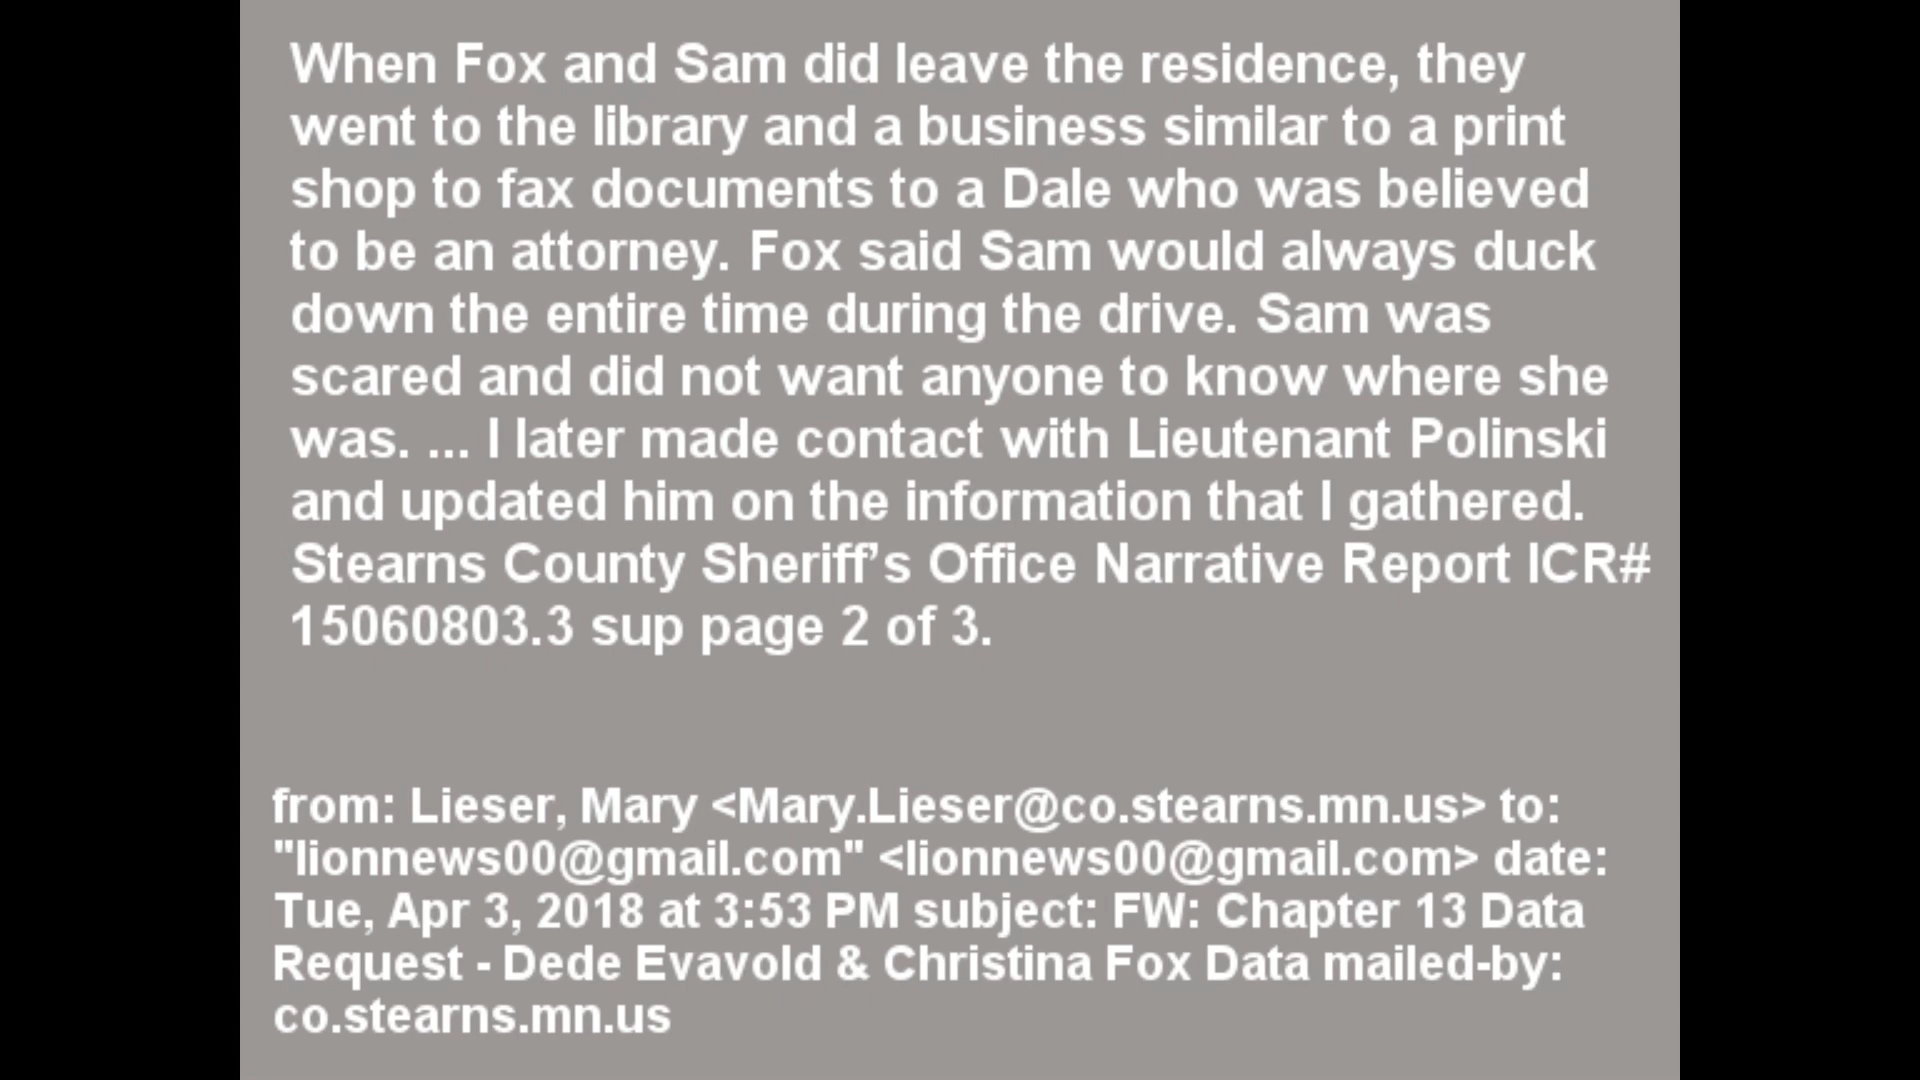 When Fox and Sam did leave the residence, they
went to the library and a business similar to a print
shop to fax documents to a Dale who was believed
to be an attorney. Fox said Sam would always duck
down the entire time during the drive. Sam was
scared and did not want anyone to know where she
was. ... I later made contact with Lieutenant Polinski
and updated him on the information that I gathered.
Stearns County Sheriff’s Office Narrative Report ICR#
15060803.3 sup page 2 of 3.
from: Lieser, Mary <Mary.Lieser@co.stearns.mn.us> to:
"lionnews00@gmail.com" <lionnews00@gmail.com> date:
Tue, Apr 3, 2018 at 3:53 PM subject: FW: Chapter 13 Data
Request - Dede Evavold & Christina Fox Data mailed-by:
co.stearns.mn.us